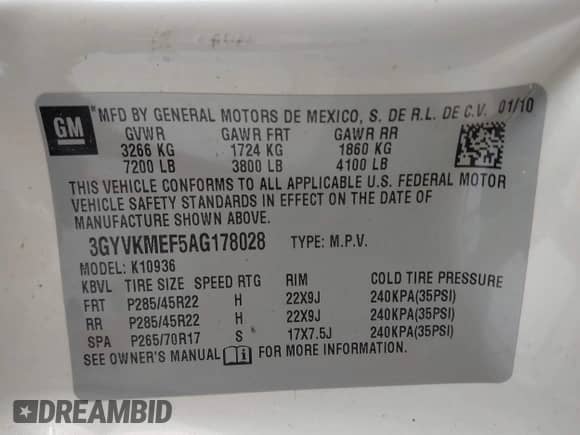 GM
*MFD BY GENERAL MOTORS DE MEXICO, S. DE R.L. DE C.V. 01/10
GVWR GAWR FRT GAWR RR
3266 KG 1724 KG 1860 KG
7200 LB 3800 LB 4100 LB
THIS VEHICLE CONFORMS TO ALL APPLICABLE U.S. FEDERAL MOTOR
VEHICLE SAFETY STANDARDS IN EFFECT ON THE DATE OF
MANUFACTURE SHOWN ABOVE.
3GYVKMEF5AG178028 TYPE: M.P.V.
MODEL: K10936
KBVL TIRE SIZE SPEED RTG RIM COLD TIRE PRESSURE
FRT P285/45R22 H 22X9J 240KPA(35PSI)
RR P285/45R22 H 22X9J 240KPA(35PSI)
SPA P265/70R17 S 17X7.5J 240KPA(35PSI)
SEE OWNER'S MANUAL FOR MORE INFORMATION.
DREAMBID